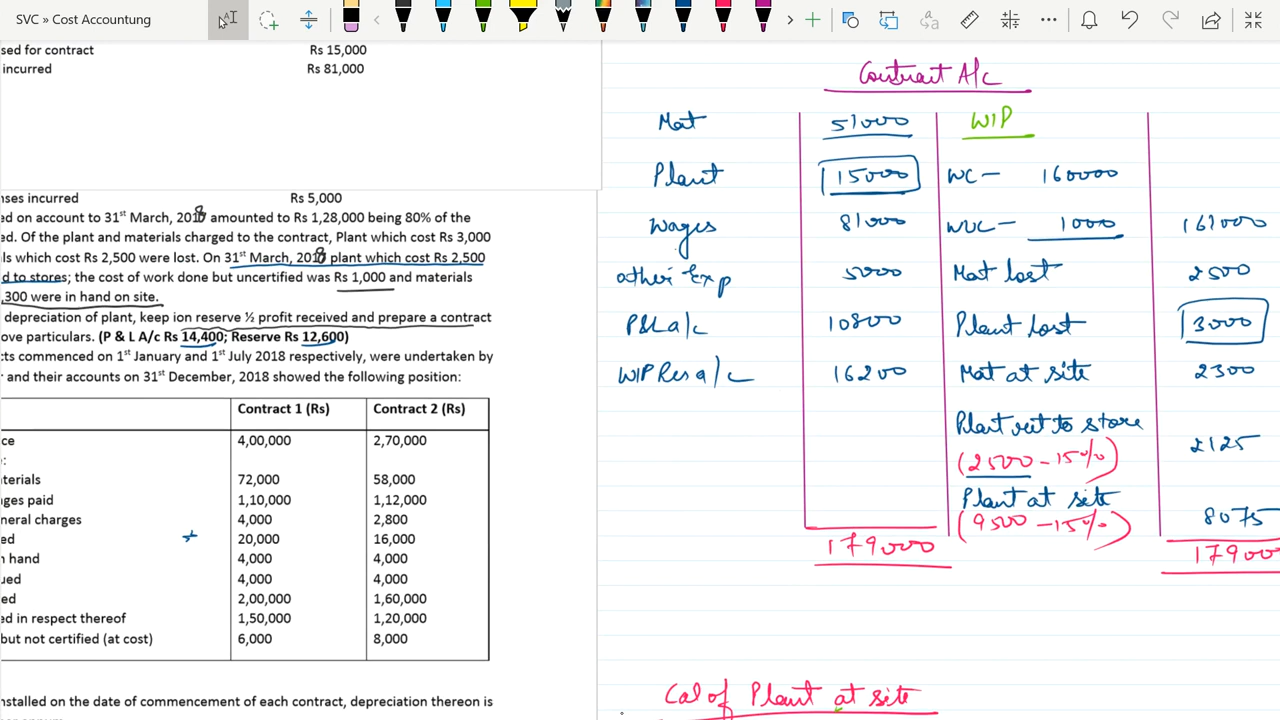 SVC » Cost Accountung
sed for contract Rs 15,000
incurred Rs 81,000
nses incurred Rs 5,000
ed on account to 31st March, 2018 amounted to Rs 1,28,000 being 80% of the
ed. Of the plant and materials charged to the contract, Plant which cost Rs 3,000
ls which cost Rs 2,500 were lost. On 31st March, 2018 plant which cost Rs 2,500
d to stores; the cost of work done but uncertified was Rs 1,000 and materials
,300 were in hand on site.
depreciation of plant, keep ion reserve ½ profit received and prepare a contract
ove particulars. (P & L A/c Rs 14,400; Reserve Rs 12,600)
cts commenced on 1st January and 1st July 2018 respectively, were undertaken by
r and their accounts on 31st December, 2018 showed the following position:
Contract 1 (Rs) Contract 2 (Rs)
ce 4,00,000 2,70,000
e:
terials 72,000 58,000
ges paid 1,10,000 1,12,000
neral charges 4,000 2,800
ed 20,000 16,000
n hand 4,000 4,000
ued 4,000 4,000
ed 2,00,000 1,60,000
ed in respect thereof 1,50,000 1,20,000
but not certified (at cost) 6,000 8,000
nstalled on the date of commencement of each contract, depreciation thereon is
Contract A/c
Mat 51000 WIP
Plant 15000 WC - 160000
Wages 81000 WUC - 1000 161000
other Exp 5000 Mat lost 2500
P&L a/c 10800 Plant lost 3000
WIP Res a/c 16200 Mat at site 2300
Plant ret to store
(2500 - 15%) 2125
Plant at site
(9500 - 15%) 8075
179000 179000
Cal of Plant at site